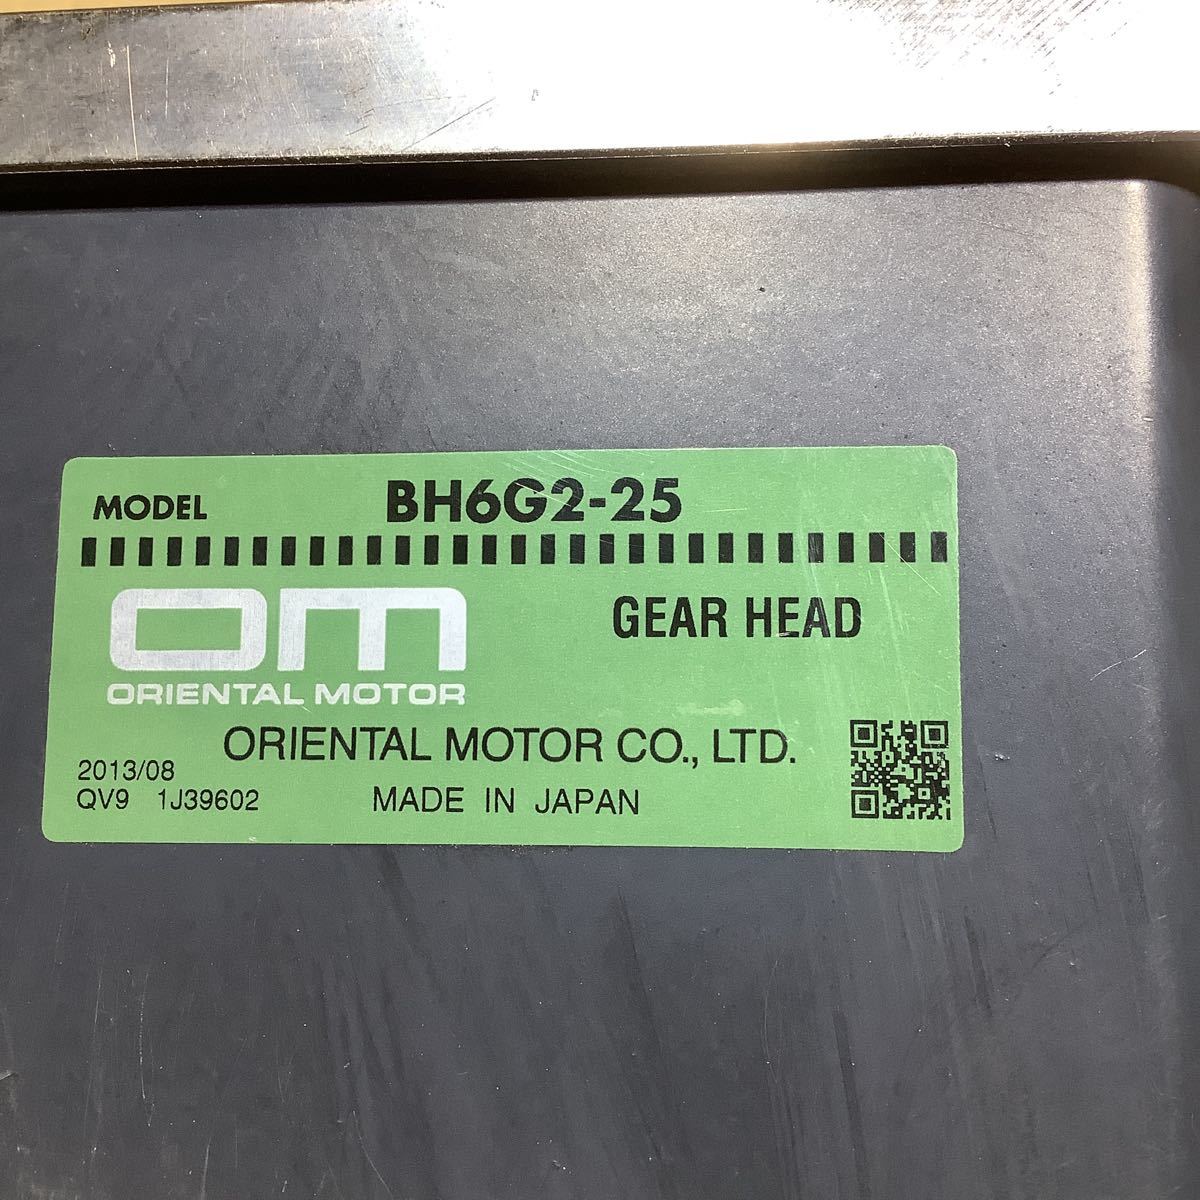 MODEL BH6G2-25
OM
ORIENTAL MOTOR
GEAR HEAD
ORIENTAL MOTOR CO., LTD.
2013/08
QV9 1J39602
MADE IN JAPAN